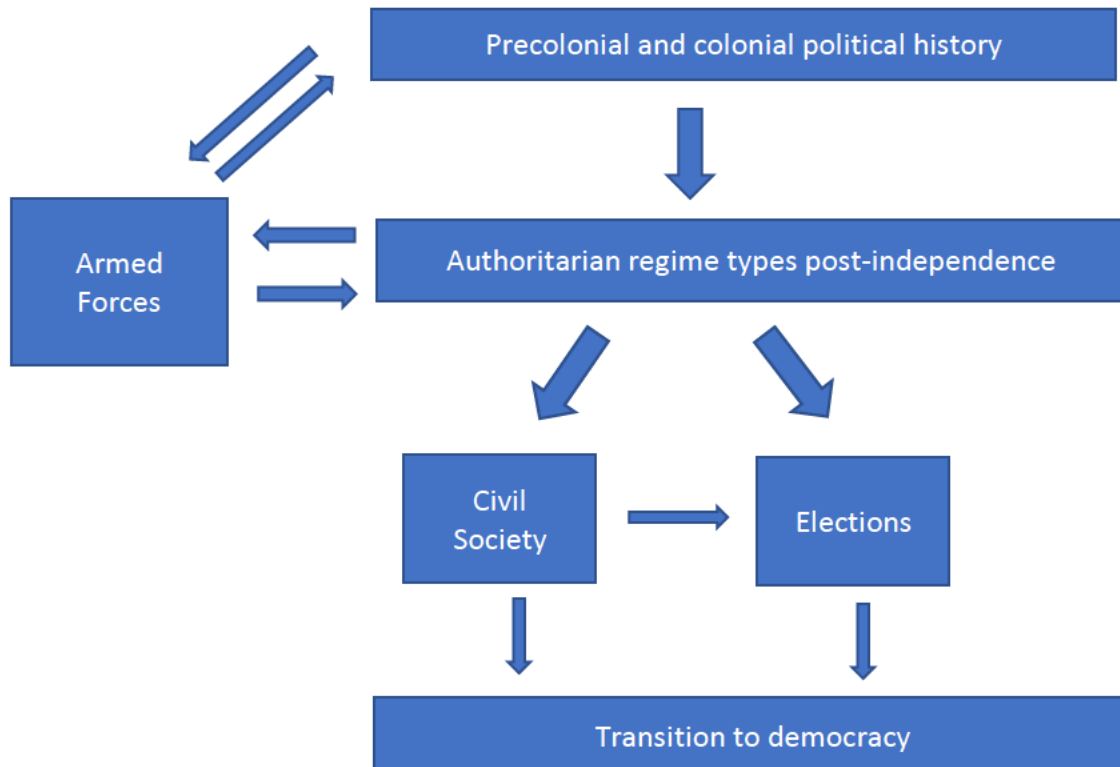 Precolonial and colonial political history
Armed
Forces
Authoritarian regime types post-independence
Civil
Society
Elections
Transition to democracy